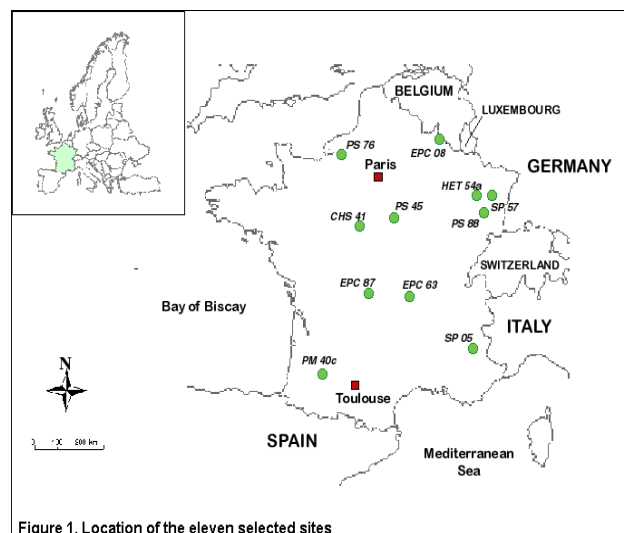 BELGIUM
LUXEMBOURG
PS 76
EPC 08
Paris
GERMANY
HET 54a
PS 45
SP 57
CHS 41
PS 88
SWITZERLAND
EPC 87
EPC 63
Bay of Biscay
ITALY
SP 05
PM 40c
N
Toulouse
SPAIN
Mediterranean
Sea
Figure 1. Location of the eleven selected sites